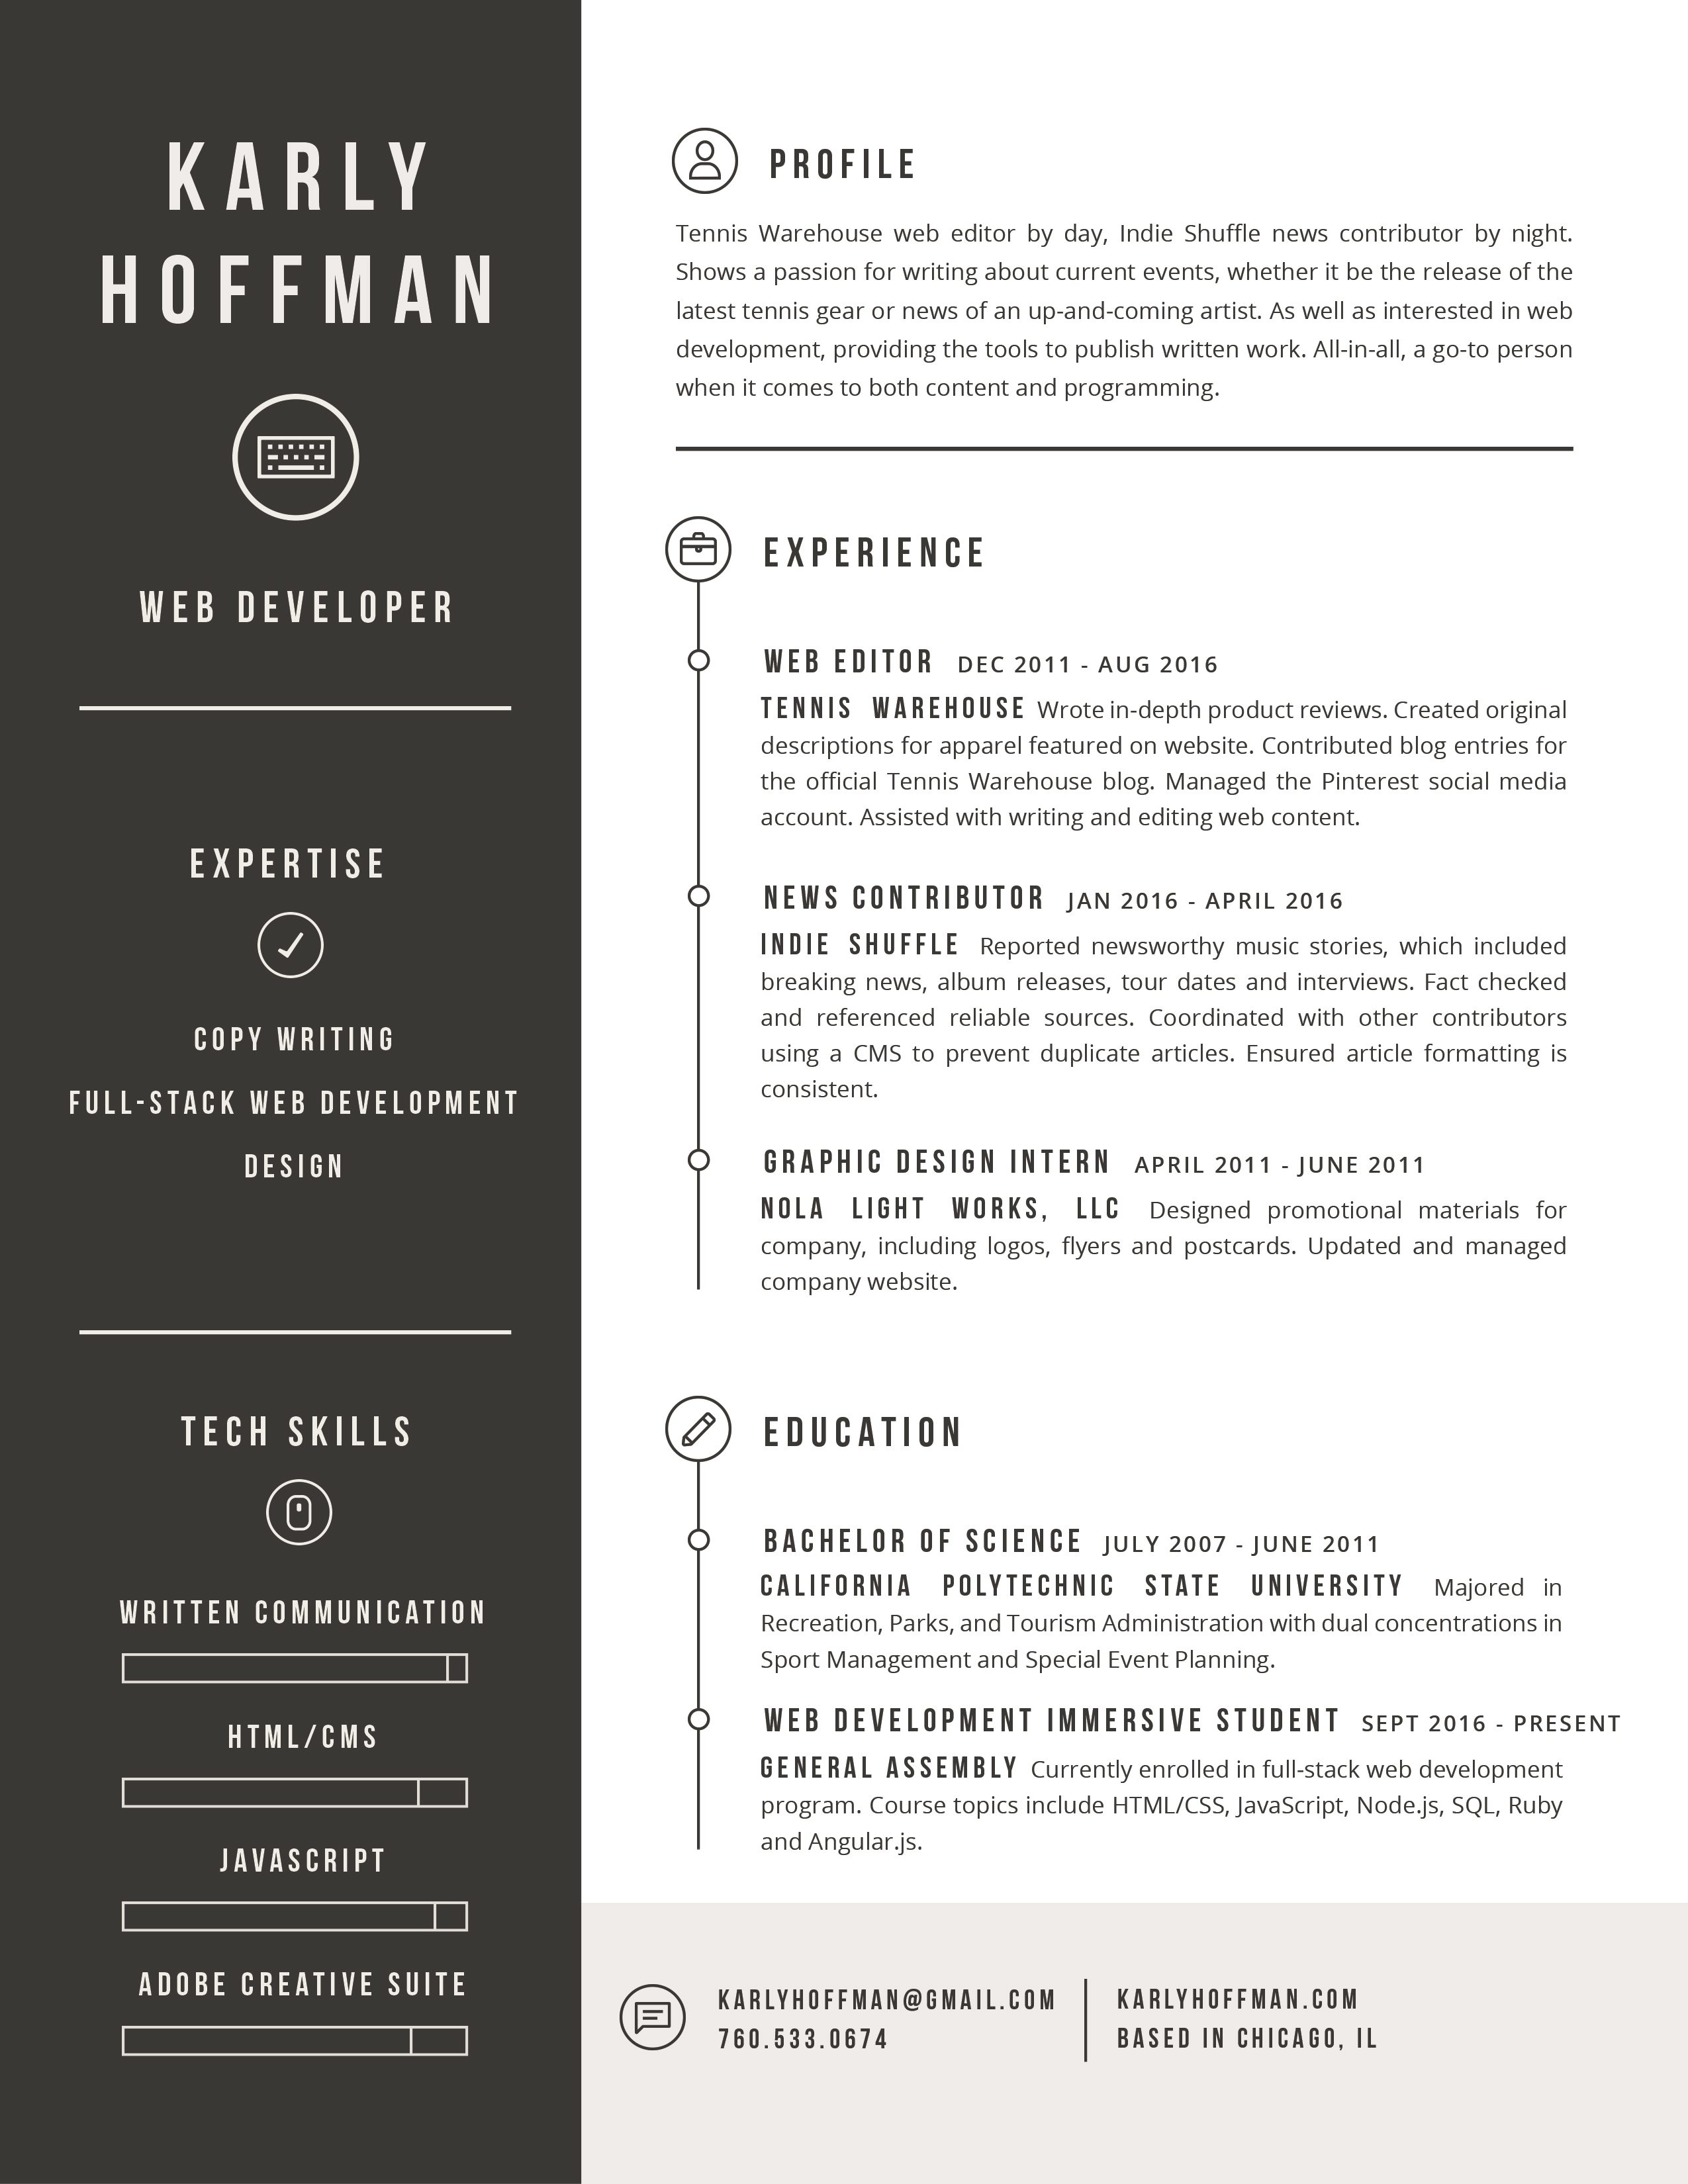 KARLY
HOFFMAN
WEB DEVELOPER
EXPERTISE
COPY WRITING
FULL-STACK WEB DEVELOPMENT
DESIGN
TECH SKILLS
WRITTEN COMMUNICATION
HTML/CMS
JAVASCRIPT
ADOBE CREATIVE SUITE
PROFILE
Tennis Warehouse web editor by day, Indie Shuffle news contributor by night.
Shows a passion for writing about current events, whether it be the release of the
latest tennis gear or news of an up-and-coming artist. As well as interested in web
development, providing the tools to publish written work. All-in-all, a go-to person
when it comes to both content and programming.
EXPERIENCE
WEB EDITOR DEC 2011 - AUG 2016
TENNIS WAREHOUSE Wrote in-depth product reviews. Created original
descriptions for apparel featured on website. Contributed blog entries for
the official Tennis Warehouse blog. Managed the Pinterest social media
account. Assisted with writing and editing web content.
NEWS CONTRIBUTOR JAN 2016 - APRIL 2016
INDIE SHUFFLE Reported newsworthy music stories, which included
breaking news, album releases, tour dates and interviews. Fact checked
and referenced reliable sources. Coordinated with other contributors
using a CMS to prevent duplicate articles. Ensured article formatting is
consistent.
GRAPHIC DESIGN INTERN APRIL 2011 - JUNE 2011
NOLA LIGHT WORKS, LLC Designed promotional materials for
company, including logos, flyers and postcards. Updated and managed
company website.
EDUCATION
BACHELOR OF SCIENCE JULY 2007 - JUNE 2011
CALIFORNIA POLYTECHNIC STATE UNIVERSITY Majored in
Recreation, Parks, and Tourism Administration with dual concentrations in
Sport Management and Special Event Planning.
WEB DEVELOPMENT IMMERSIVE STUDENT SEPT 2016 - PRESENT
GENERAL ASSEMBLY Currently enrolled in full-stack web development
program. Course topics include HTML/CSS, JavaScript, Node.js, SQL, Ruby
and Angular.js.
KARLYHOFFMAN@GMAIL.COM
760.533.0674
KARLYHOFFMAN.COM
BASED IN CHICAGO, IL